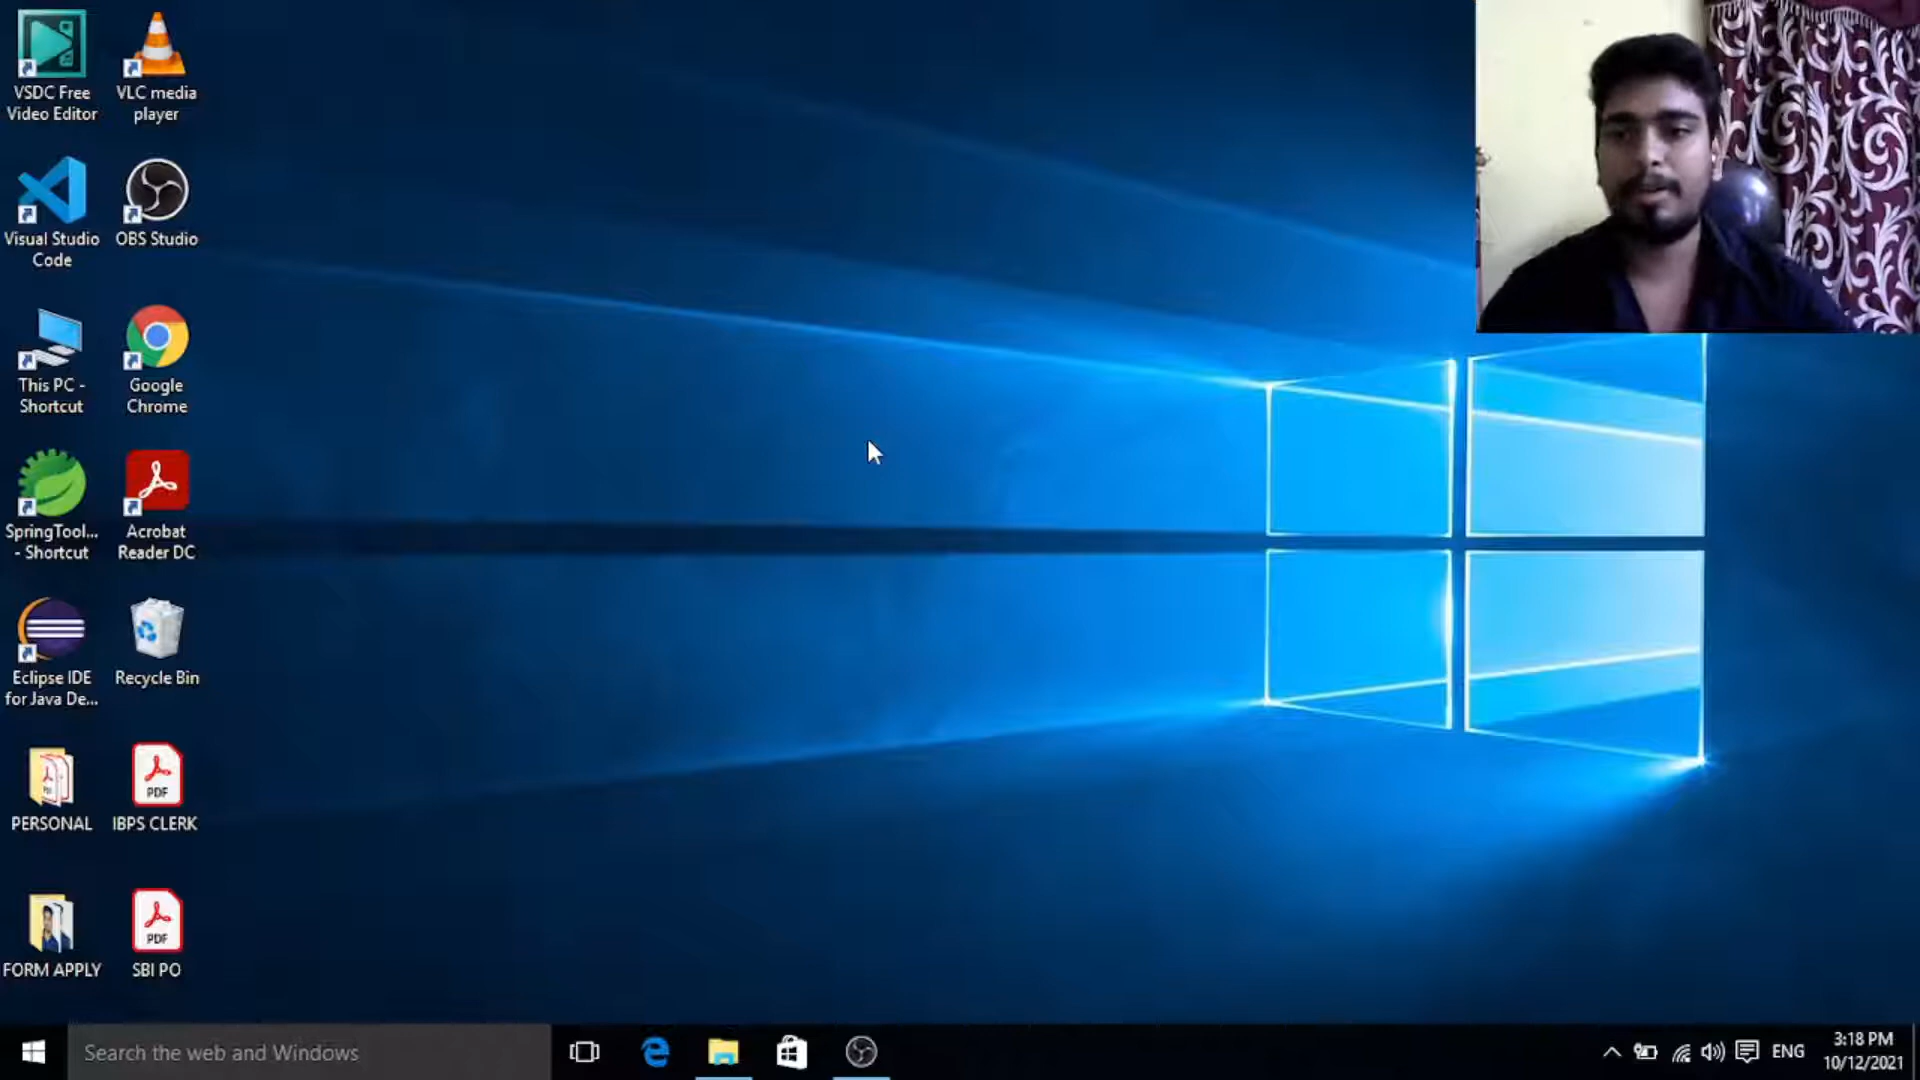 VSDC Free
Video Editor
VLC media
player
Visual Studio
Code
OBS Studio
This PC -
Shortcut
Google
Chrome
SpringTool...
- Shortcut
Acrobat
Reader DC
Eclipse IDE
for Java De...
Recycle Bin
PERSONAL
PDF
IBPS CLERK
FORM APPLY
PDF
SBI PO
Search the web and Windows
ENG
3:18 PM
10/12/2021